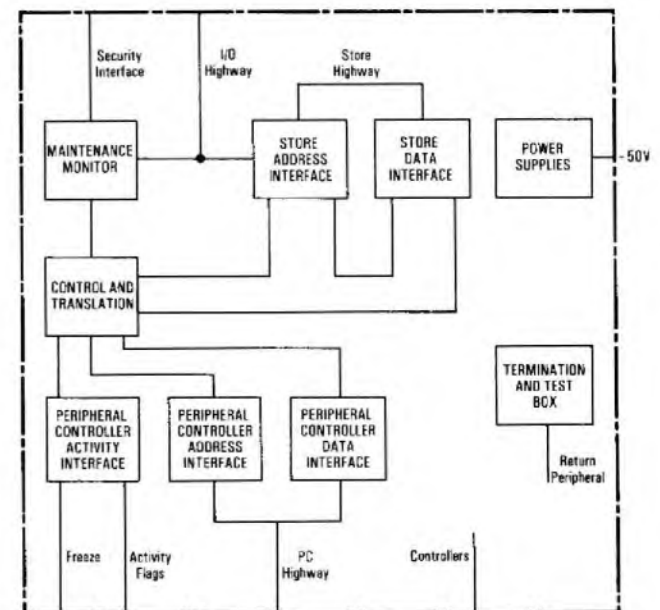 Security
Interface
I/O
Highway
Store
Highway
MAINTENANCE
MONITOR
STORE
ADDRESS
INTERFACE
STORE
DATA
INTERFACE
POWER
SUPPLIES
- 50V
CONTROL AND
TRANSLATION
TERMINATION
AND TEST
BOX
PERIPHERAL
CONTROLLER
ACTIVITY
INTERFACE
PERIPHERAL
CONTROLLER
ADDRESS
INTERFACE
PERIPHERAL
CONTROLLER
DATA
INTERFACE
Return
Peripheral
Freeze
Activity
Flags
PC
Highway
Controllers